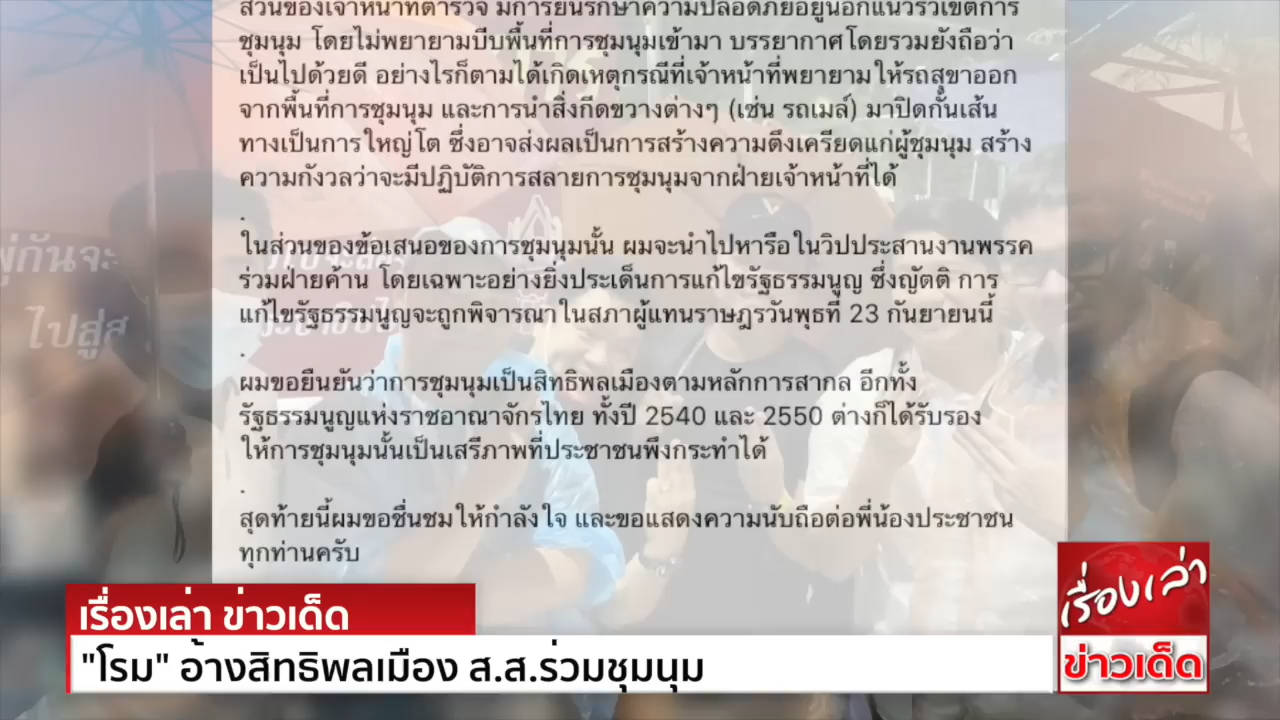 ส่วนของเจ้าหน้าที่ตำรวจ มีการยืนรักษาความปลอดภัยอยู่นอกแนวรั้วเขตการ
ชุมนุม โดยไม่พยายามบีบพื้นที่การชุมนุมเข้ามา บรรยากาศโดยรวมยังถือว่า
เป็นไปด้วยดี อย่างไรก็ตามได้เกิดเหตุกรณีที่เจ้าหน้าที่พยายามให้รถสุขาออก
จากพื้นที่การชุมนุม และการนำสิ่งกีดขวางต่างๆ (เช่น รถเมล์) มาปิดกั้นเส้น
ทางเป็นการใหญ่โต ซึ่งอาจส่งผลเป็นการสร้างความตึงเครียดแก่ผู้ชุมนุม สร้าง
ความกังวลว่าจะมีปฏิบัติการสลายการชุมนุมจากฝ่ายเจ้าหน้าที่ได้
.
ในส่วนของข้อเสนอของการชุมนุมนั้น ผมจะนำไปหารือในวิปประสานงานพรรค
ร่วมฝ่ายค้าน โดยเฉพาะอย่างยิ่งประเด็นการแก้ไขรัฐธรรมนูญ ซึ่งญัตติ การ
แก้ไขรัฐธรรมนูญจะถูกพิจารณาในสภาผู้แทนราษฎรวันพุธที่ 23 กันยายนนี้
.
ผมขอยืนยันว่าการชุมนุมเป็นสิทธิพลเมืองตามหลักการสากล อีกทั้ง
รัฐธรรมนูญแห่งราชอาณาจักรไทย ทั้งปี 2540 และ 2550 ต่างก็ได้รับรอง
ให้การชุมนุมนั้นเป็นเสรีภาพที่ประชาชนพึงกระทำได้
.
สุดท้ายนี้ผมขอชื่นชมให้กำลังใจ และขอแสดงความนับถือต่อพี่น้องประชาชน
ทุกท่านครับ
เรื่องเล่า ข่าวเด็ด
"โรม" อ้างสิทธิพลเมือง ส.ส.ร่วมชุมนุม
เรื่องเล่า
ข่าวเด็ด